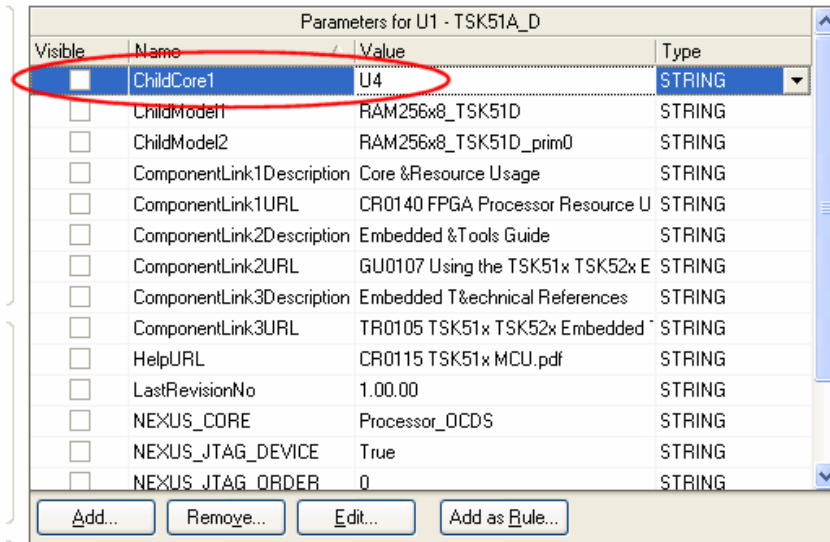 Parameters for U1 - TSK51A_D
Visible Name Value Type
ChildCore1 U4 STRING
ChildModel1 RAM256x8_TSK51D STRING
ChildModel2 RAM256x8_TSK51D_prim0 STRING
ComponentLink1Description Core &Resource Usage STRING
ComponentLink1URL CR0140 FPGA Processor Resource U STRING
ComponentLink2Description Embedded &Tools Guide STRING
ComponentLink2URL GU0107 Using the TSK51x TSK52x E STRING
ComponentLink3Description Embedded T&echnical References STRING
ComponentLink3URL TR0105 TSK51x TSK52x Embedded STRING
HelpURL CR0115 TSK51x MCU.pdf STRING
LastRevisionNo 1.00.00 STRING
NEXUS_CORE Processor_OCDS STRING
NEXUS_JTAG_DEVICE True STRING
NEXUS_JTAG_ORDER 0 STRING
Add... Remove... Edit... Add as Rule...